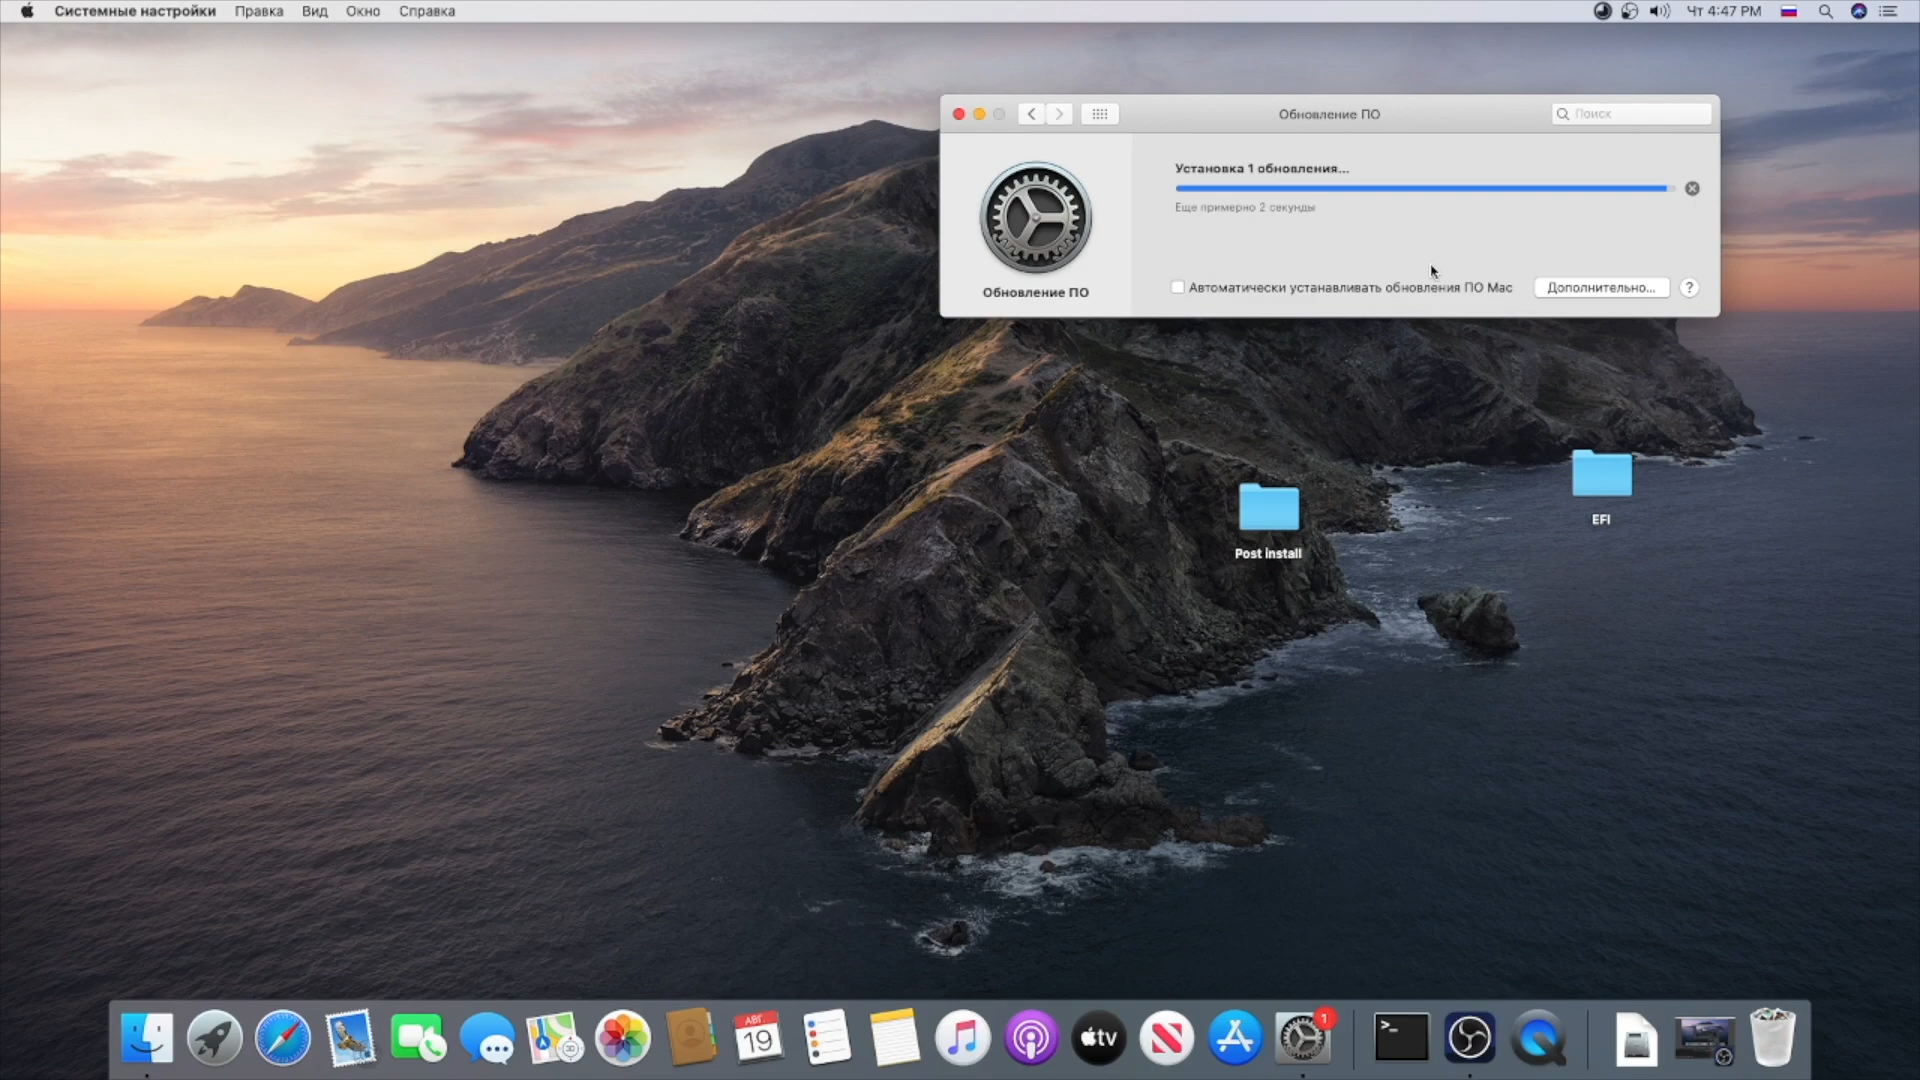 Системные настройки Правка Вид Окно Справка
Чт 4:47 PM
Обновление ПО
Поиск
Установка 1 обновления...
Еще примерно 2 секунды
Обновление ПО
Автоматически устанавливать обновления ПО Mac
Дополнительно...
?
EFI
Post install
АВГ.
19
tv
1
>_